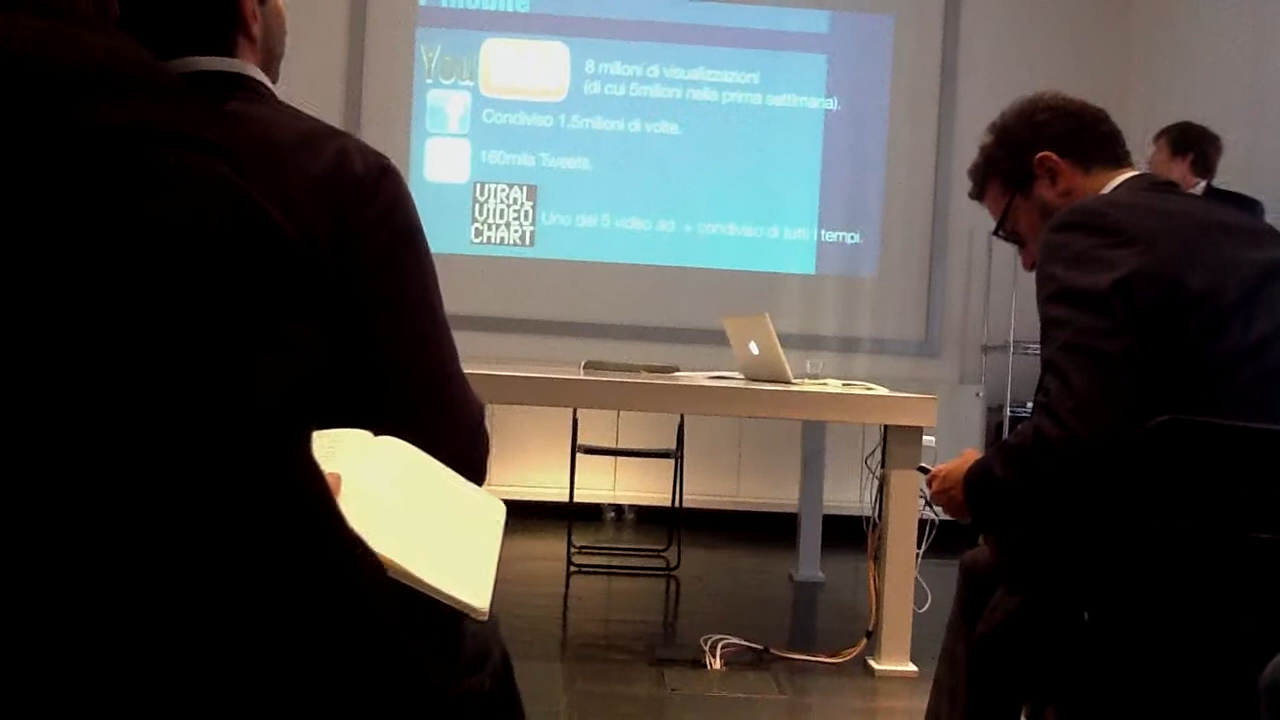 mobile
You
8 milioni di visualizzazioni
(di cui 5milioni nella prima settimana).
Condiviso 1.5milioni di volte.
160mila Tweets.
VIRAL
VIDEO
CHART
Uno dei 5 video ad + condiviso di tutti i tempi.